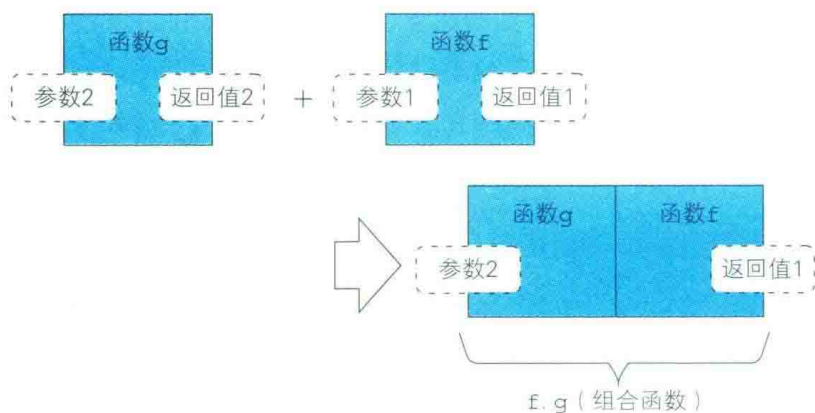 函数g 函数f
参数2 返回值2 + 参数1 返回值1
函数g 函数f
参数2 返回值1
f.g（组合函数）